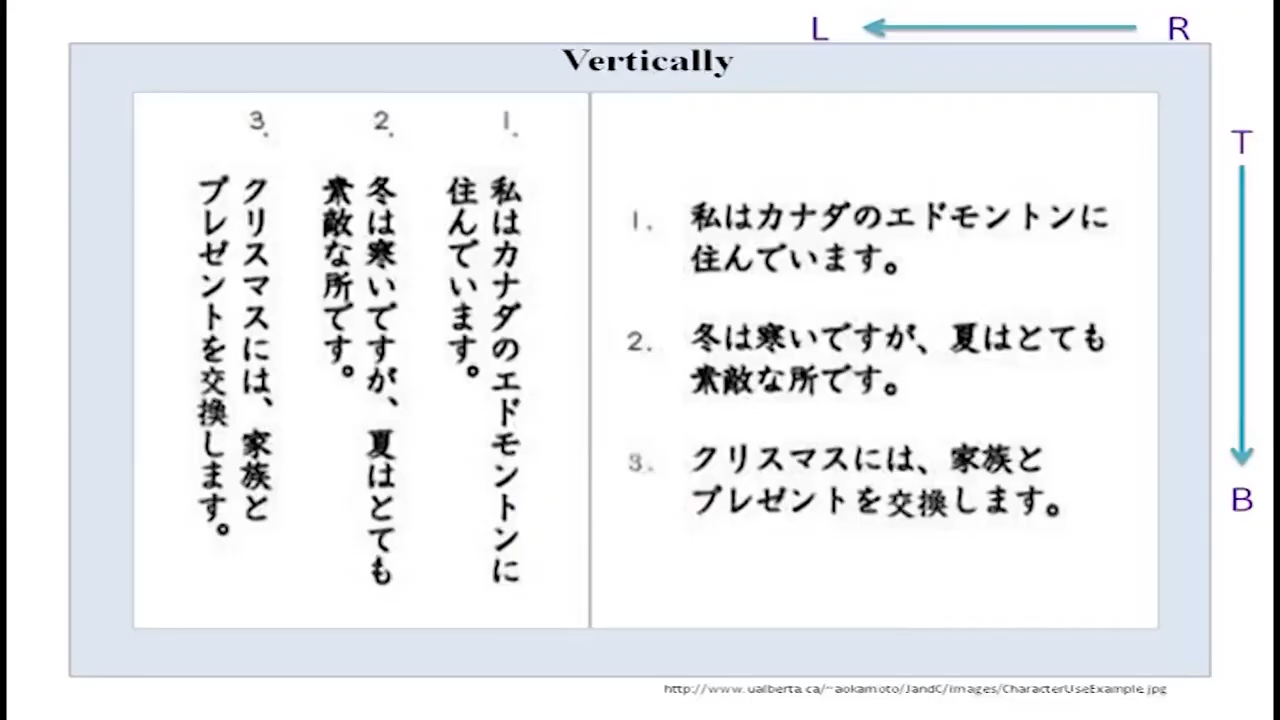 L R
Vertically
T
1.
私はカナダのエドモントンに
住んでいます。
2.
冬は寒いですが、夏はとても
素敵な所です。
3.
クリスマスには、家族と
プレゼントを交換します。
1. 私はカナダのエドモントンに
住んでいます。
2. 冬は寒いですが、夏はとても
素敵な所です。
3. クリスマスには、家族と
プレゼントを交換します。
B
http://www.ualberta.ca/~aokamoto/JandC/images/CharacterUseExample.jpg